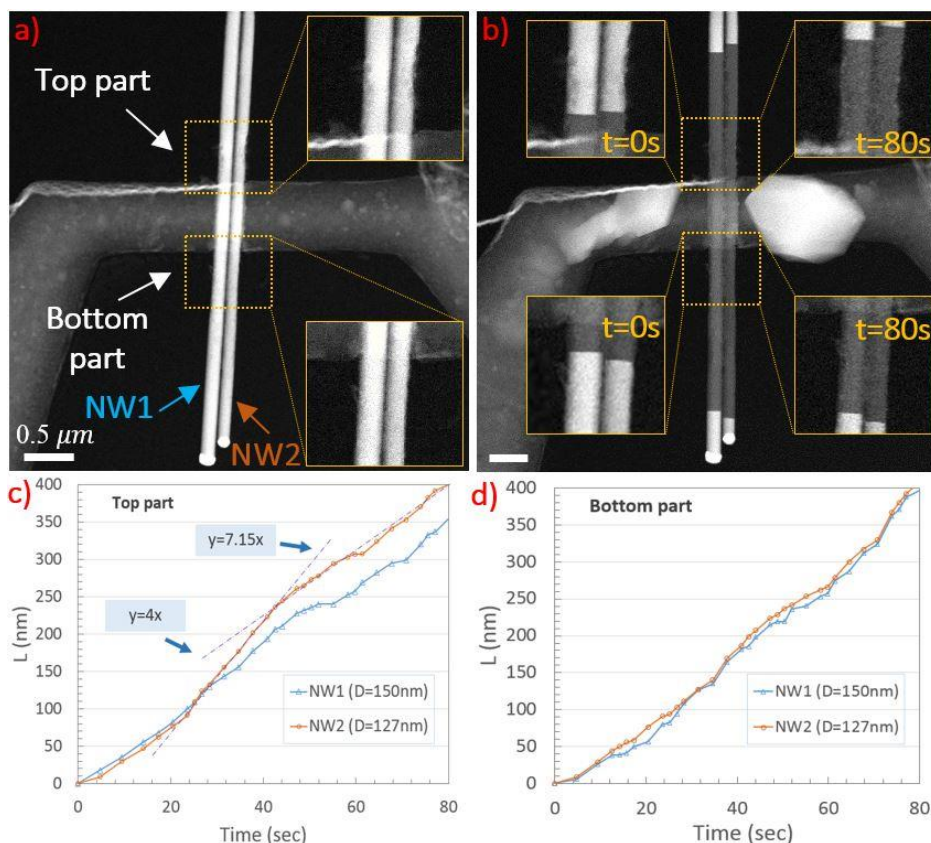 a)
Top part
Bottom
part
NW1
NW2
0.5 μm
b)
t=0s
t=80s
t=0s
t=80s
c)
Top part
y=7.15x
y=4x
NW1 (D=150nm)
NW2 (D=127nm)
L (nm)
400
350
300
250
200
150
100
50
0
0 20 40 60 80
Time (sec)
d)
Bottom part
NW1 (D=150nm)
NW2 (D=127nm)
L (nm)
400
350
300
250
200
150
100
50
0
0 20 40 60 80
Time (sec)